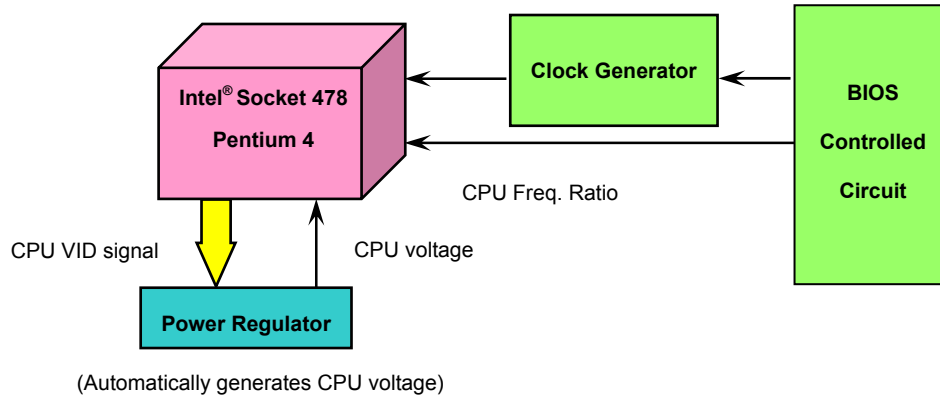 Intel® Socket 478
Pentium 4
Clock Generator
BIOS
Controlled
Circuit
CPU Freq. Ratio
CPU VID signal
CPU voltage
Power Regulator
(Automatically generates CPU voltage)